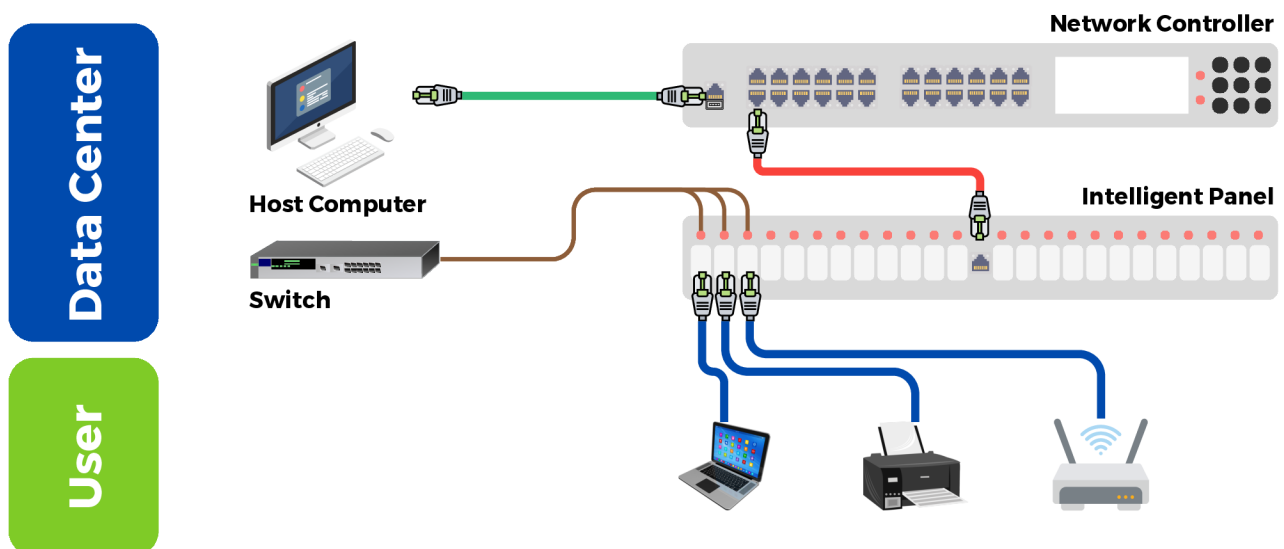 Network Controller
Data Center
Host Computer
Intelligent Panel
Switch
User